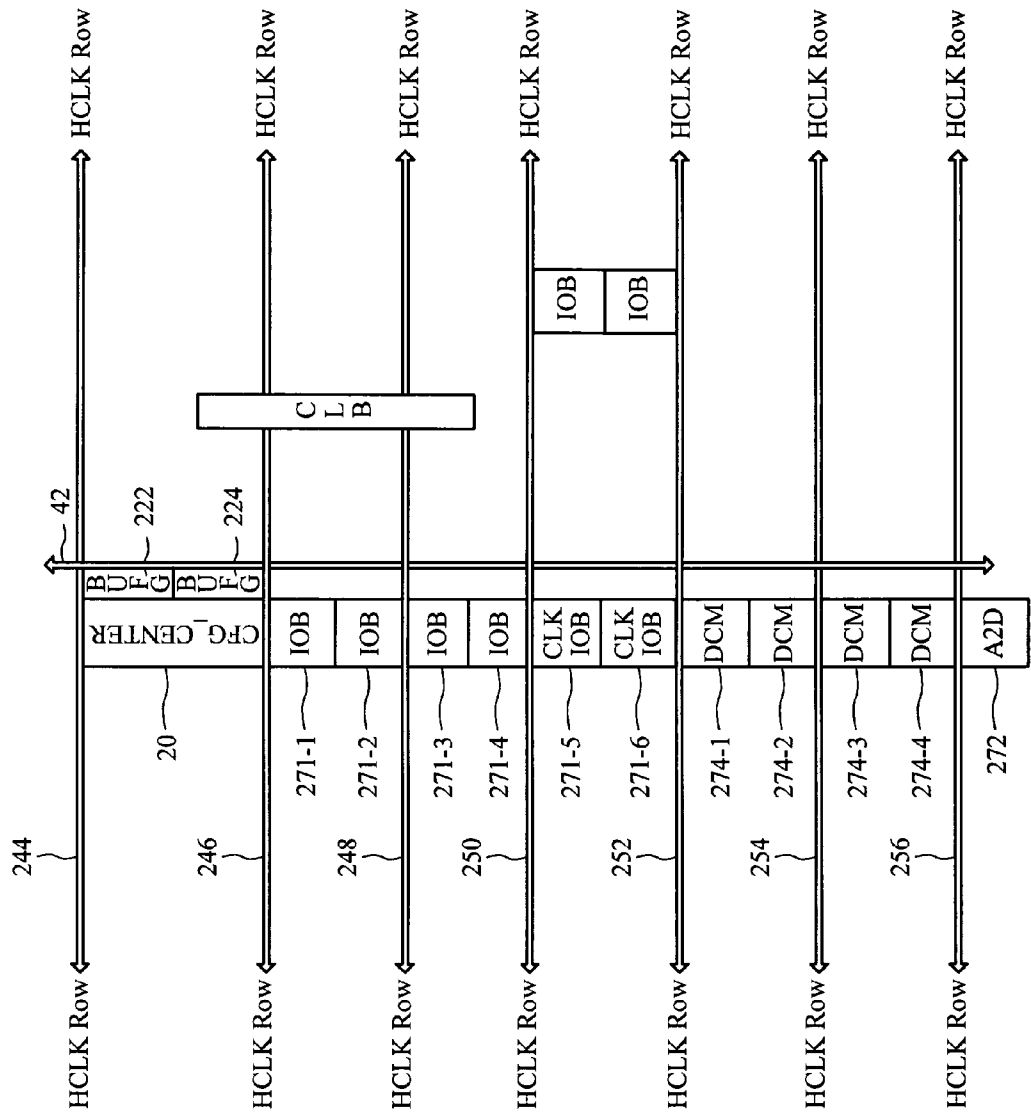 HCLK Row
HCLK Row
HCLK Row
HCLK Row
HCLK Row
HCLK Row
HCLK Row
244
246
248
250
252
254
256
20
271-1
271-2
271-3
271-4
271-5
271-6
274-1
274-2
274-3
274-4
272
CFG_CENTER
IOB
IOB
IOB
IOB
CLK
IOB
CLK
IOB
DCM
DCM
DCM
DCM
A2D
BUFG
BUFG
42
222
224
CLB
IOB
IOB
HCLK Row
HCLK Row
HCLK Row
HCLK Row
HCLK Row
HCLK Row
HCLK Row